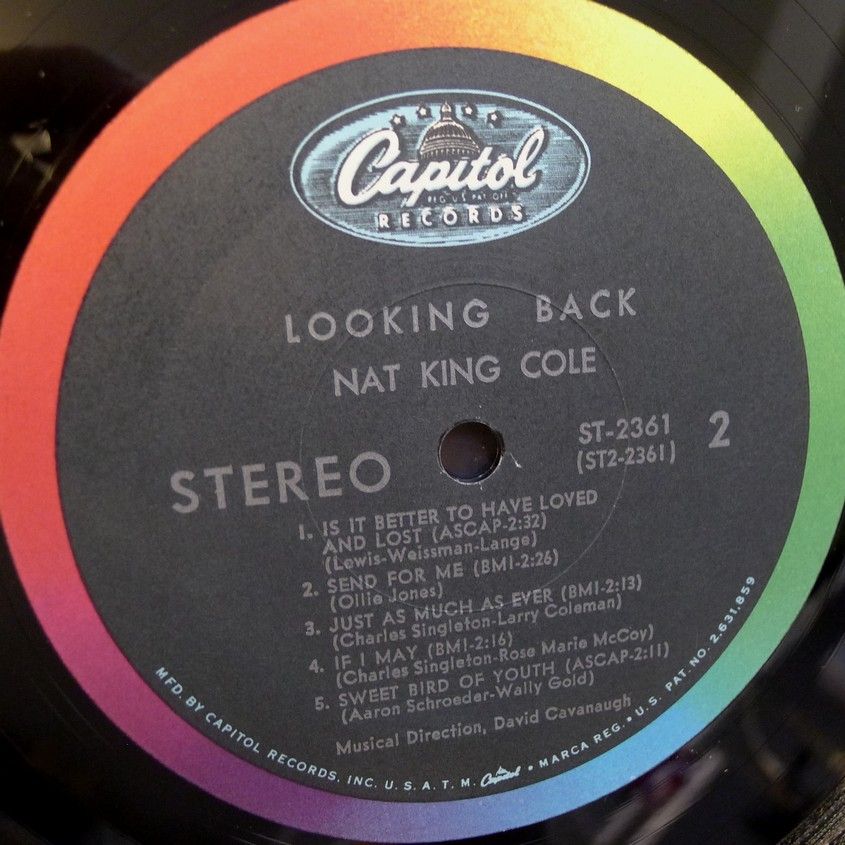 Capitol
REG. U.S. PAT. OFF.
RECORDS
LOOKING BACK
NAT KING COLE
STEREO
ST-2361
(ST2-2361)
2
1. IS IT BETTER TO HAVE LOVED
AND LOST (ASCAP-2:32)
(Lewis-Weissman-Lange)
2. SEND FOR ME (BMI-2:26)
(Ollie Jones)
3. JUST AS MUCH AS EVER (BMI-2:13)
(Charles Singleton-Larry Coleman)
4. IF I MAY (BMI-2:16)
(Charles Singleton-Rose Marie McCoy)
5. SWEET BIRD OF YOUTH (ASCAP-2:11)
(Aaron Schroeder-Wally Gold)
Musical Direction, David Cavanaugh
MFD. BY CAPITOL RECORDS, INC. U.S.A. T.M. Capitol • MARCA REG. • U.S. PAT. NO. 2,631,859